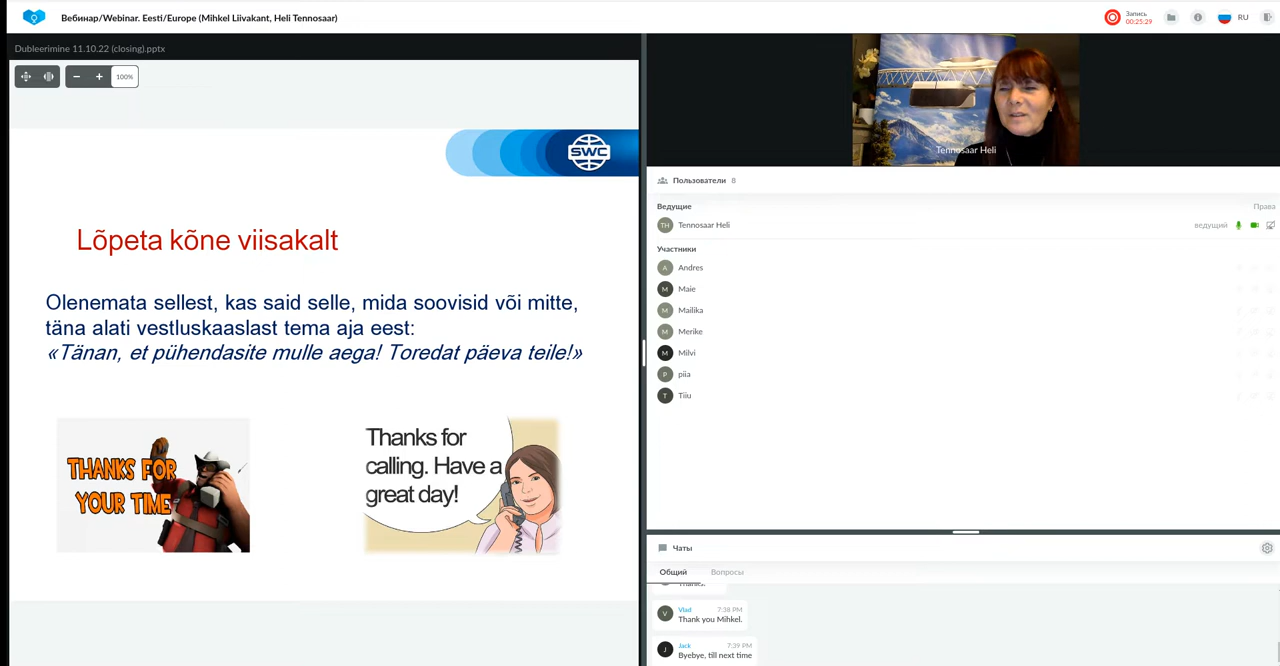 Вебинар/Webinar. Eesti/Europe (Mihkel Liivakant, Heli Tennosaar)
Запись
00:25:29
RU
Dubleerimine 11.10.22 (closing).pptx
100%
SWC
Lõpeta kõne viisakalt
Olenemata sellest, kas said selle, mida soovisid või mitte,
täna alati vestluskaaslast tema aja eest:
«Tänan, et pühendasite mulle aega! Toredat päeva teile!»
THANKS FOR
YOUR TIME
Thanks for
calling. Have a
great day!
Tennosaar Heli
Пользователи 8
Ведущие
Права
TH Tennosaar Heli
ведущий
Участники
A Andres
M Maie
M Mailika
M Merike
M Milvi
P piia
T Tiiu
Чаты
Общий
Вопросы
Thanks.
V Vlad 7:38 PM
Thank you Mihkel.
J Jack 7:39 PM
Byebye, till next time